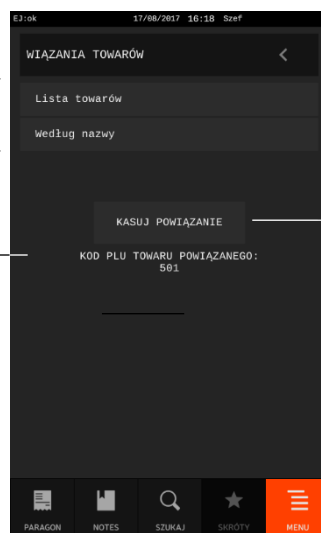 EJ:ok 17/08/2017 16:18 Szef
WIĄZANIA TOWARÓW
Lista towarów
Według nazwy
KASUJ POWIĄZANIE
KOD PLU TOWARU POWIĄZANEGO:
501
PARAGON NOTES SZUKAJ SKRÓTY MENU